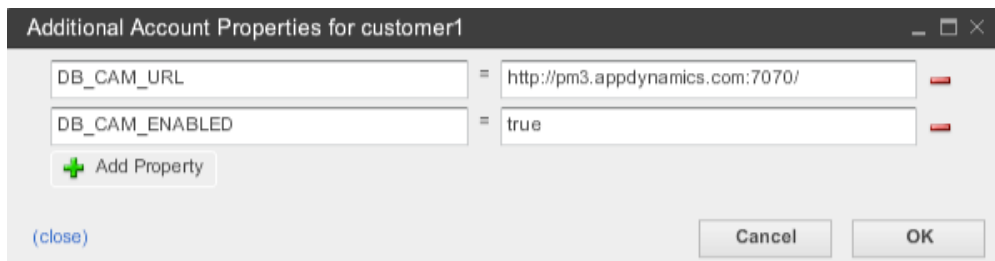 Additional Account Properties for customer1
DB_CAM_URL = http://pm3.appdynamics.com:7070/
DB_CAM_ENABLED = true
Add Property
(close) Cancel OK